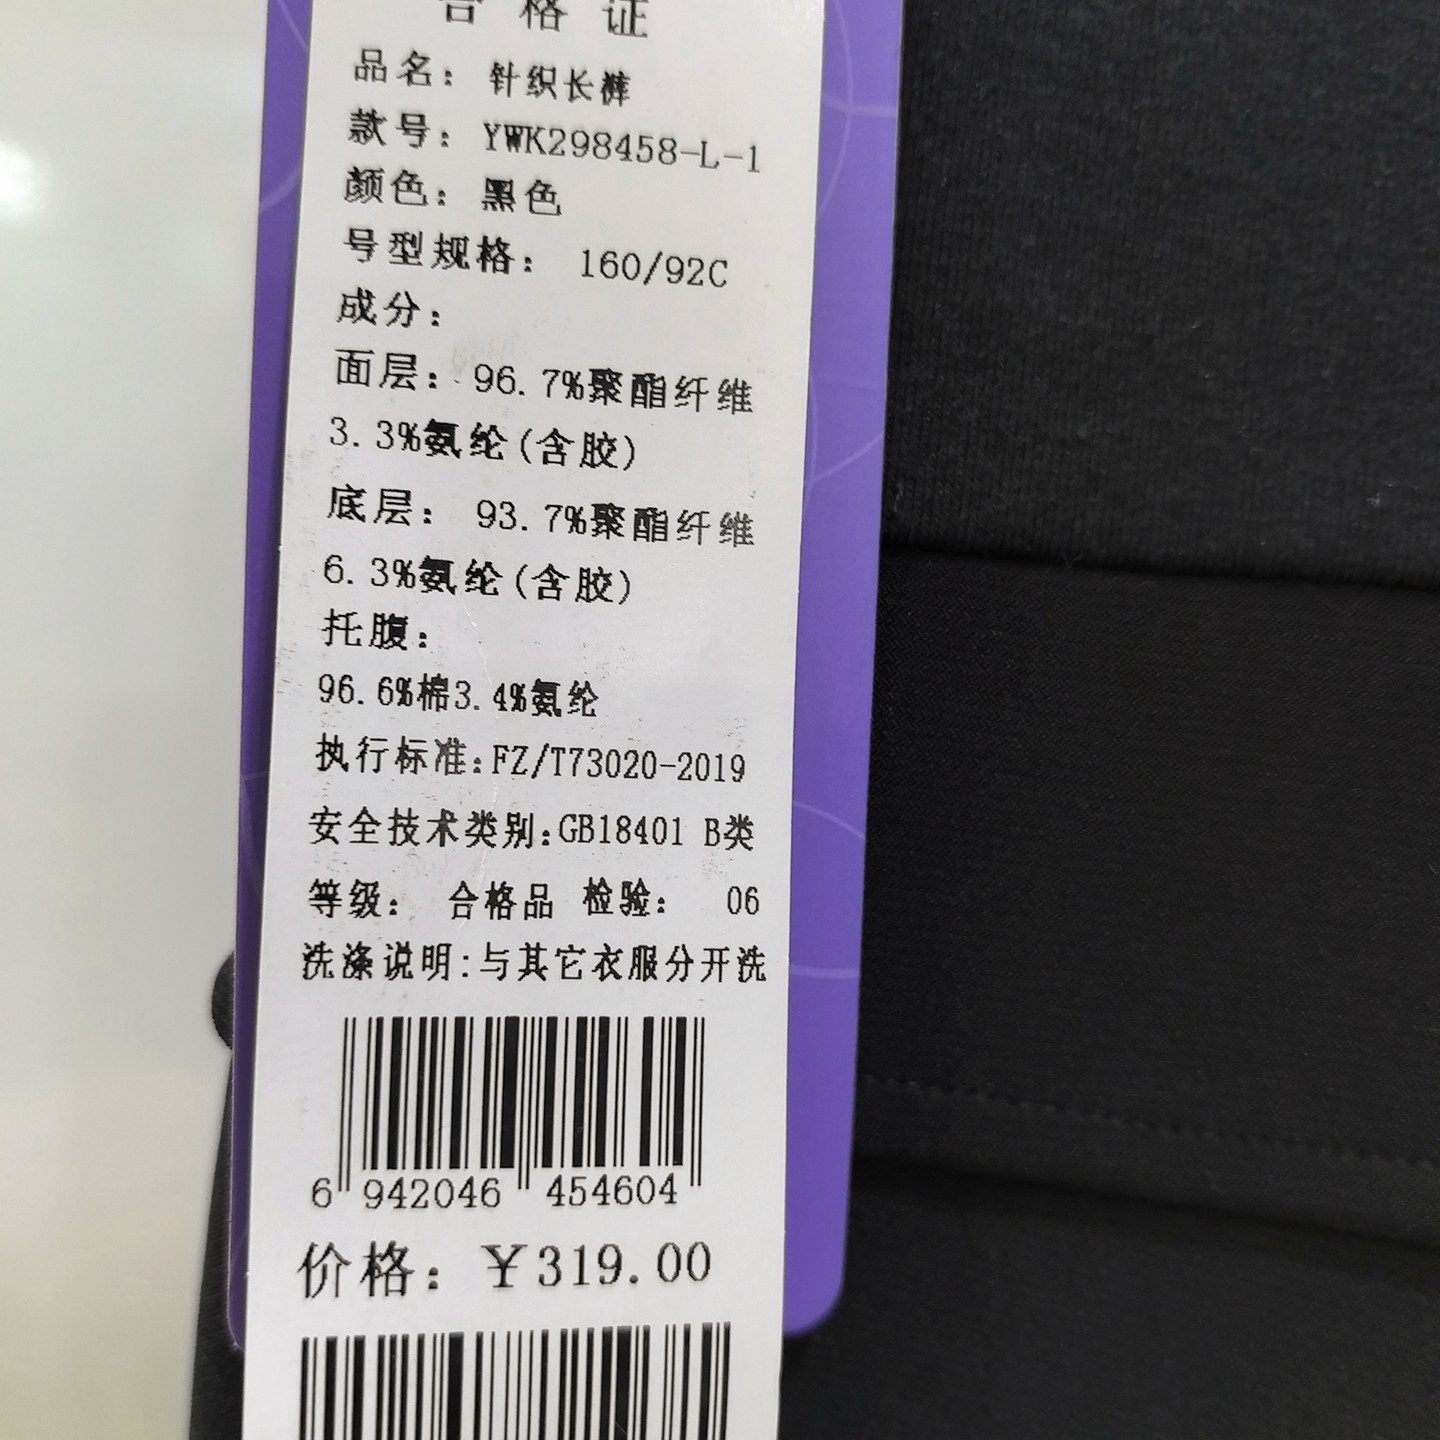 合格证
品名：针织长裤
款号：YWK298458-L-1
颜色：黑色
号型规格：160/92C
成分：
面层：96.7%聚酯纤维
3.3%氨纶(含胶)
底层：93.7%聚酯纤维
6.3%氨纶(含胶)
托腹：
96.6%棉3.4%氨纶
执行标准:FZ/T73020-2019
安全技术类别:GB18401 B类
等级：合格品 检验：06
洗涤说明:与其它衣服分开洗
6 942046 454604
价格：￥319.00